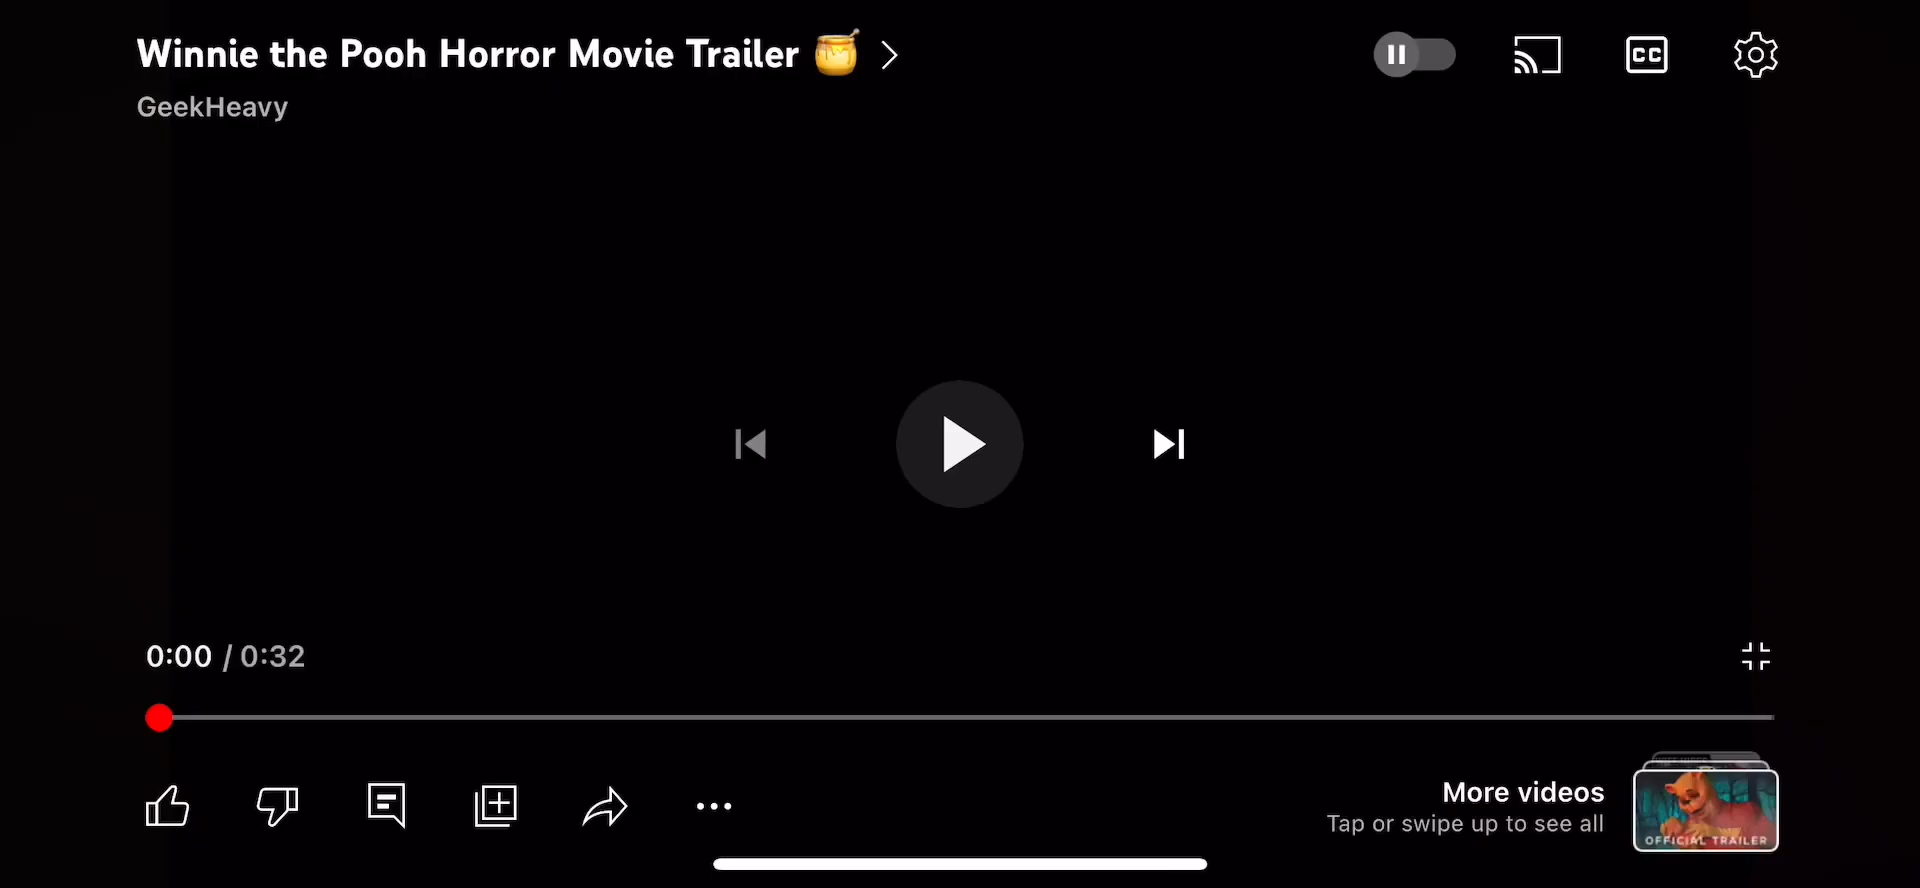 Winnie the Pooh Horror Movie Trailer 🍯
GeekHeavy
CC
0:00 / 0:32
More videos
Tap or swipe up to see all
OFFICIAL TRAILER